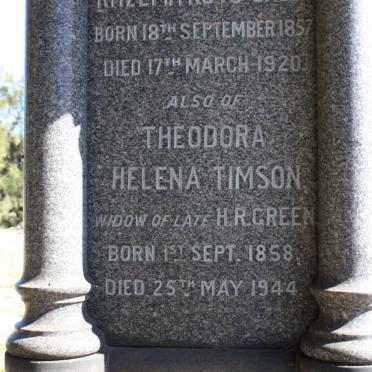 BORN 18TH SEPTEMBER 1857
DIED 17TH MARCH 1920.
ALSO OF
THEODORA
HELENA TIMSON
WIDOW OF LATE H.R.GREEN
BORN 1ST SEPT. 1858,
DIED 25TH MAY 1944